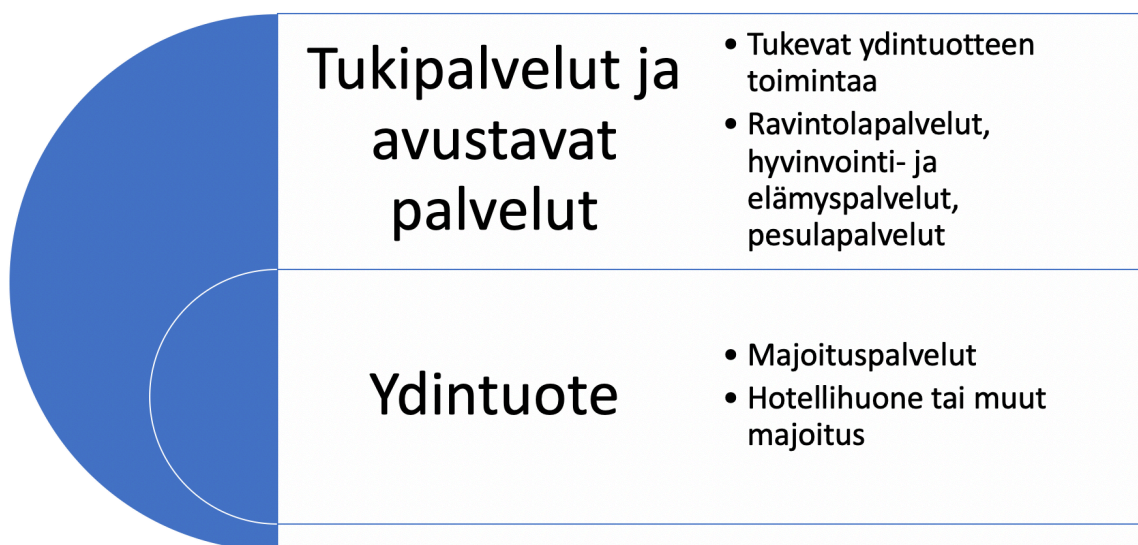 Tukipalvelut ja
avustavat
palvelut
• Tukevat ydintuotteen
toimintaa
• Ravintolapalvelut,
hyvinvointi- ja
elämyspalvelut,
pesulapalvelut
Ydintuote
• Majoituspalvelut
• Hotellihuone tai muut
majoitus